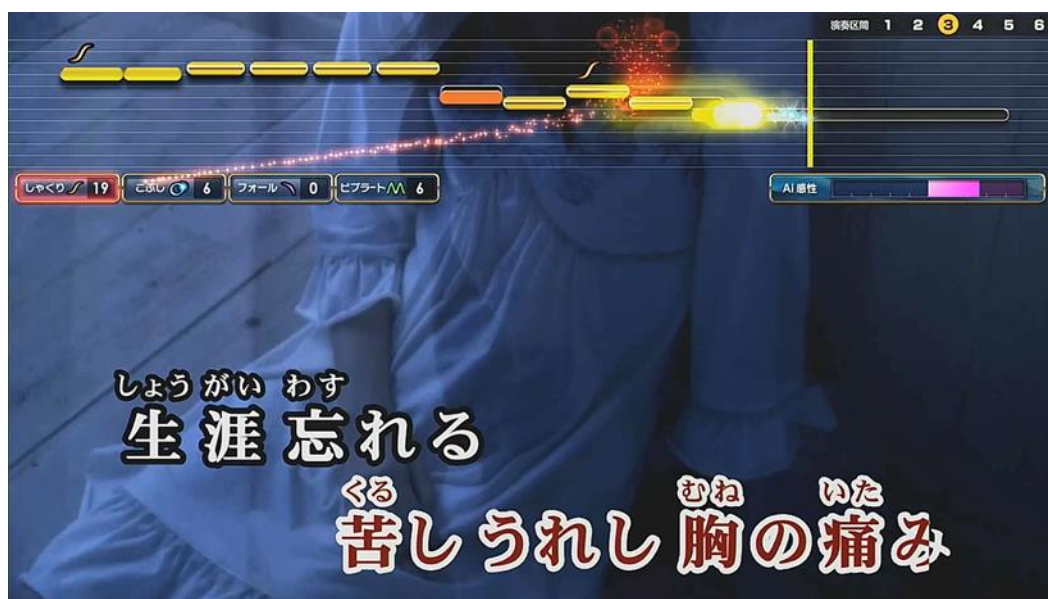 演奏区間 1 2 3 4 5 6
しゃくり 19 こぶし 6 フォール 0 ビブラート 6 Ai 感性
しょう がい わす
生涯忘れる
くる むね いた
苦しうれし胸の痛み